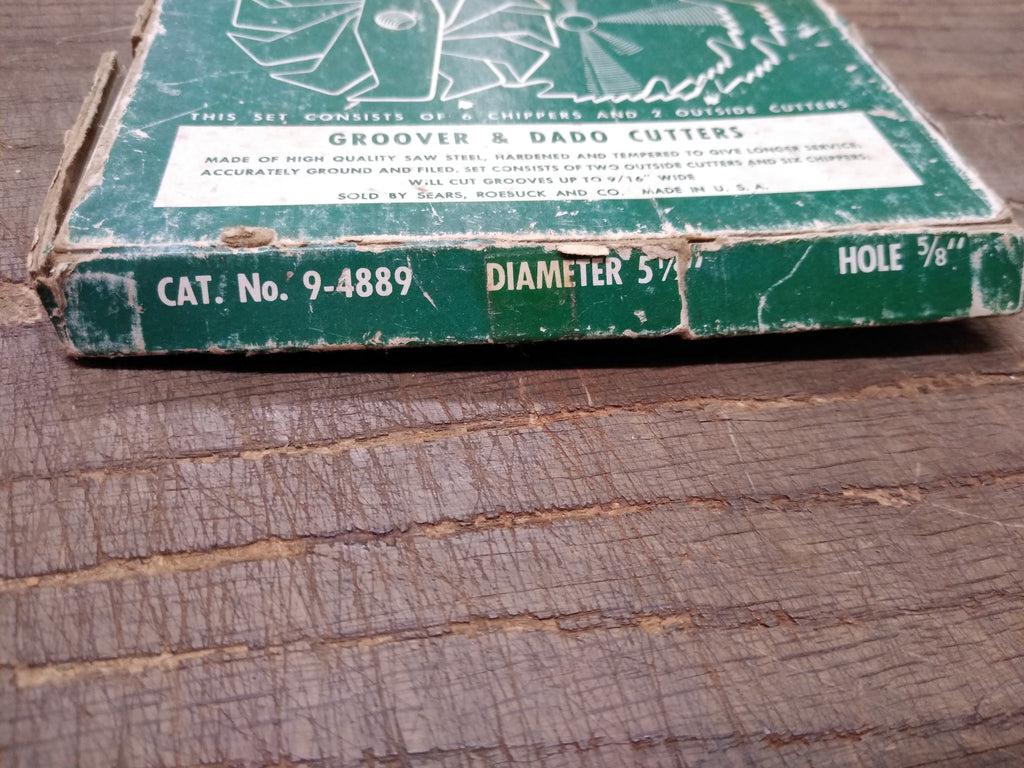 THIS SET CONSISTS OF 6 CHIPPERS AND 2 OUTSIDE CUTTERS
GROOVER & DADO CUTTERS
MADE OF HIGH QUALITY SAW STEEL, HARDENED AND TEMPERED TO GIVE LONGER SERVICE.
ACCURATELY GROUND AND FILED. SET CONSISTS OF TWO OUTSIDE CUTTERS AND SIX CHIPPERS.
WILL CUT GROOVES UP TO 9/16" WIDE
SOLD BY SEARS, ROEBUCK AND CO. MADE IN U. S. A.
CAT. No. 9-4889 DIAMETER HOLE 5/8"